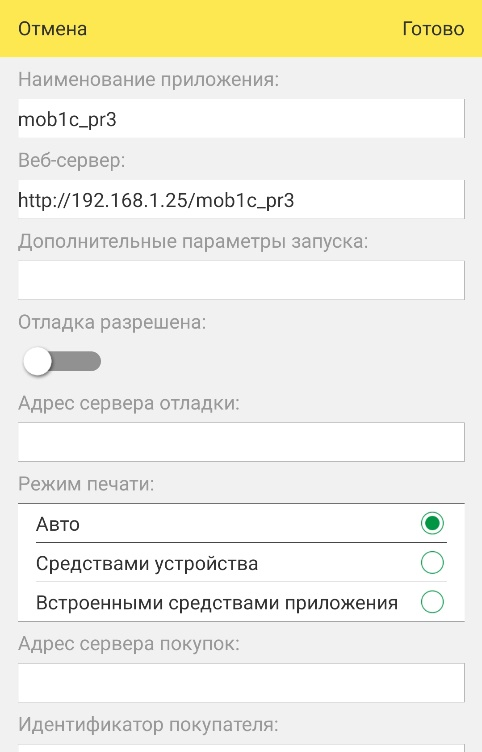 Отмена Готово
Наименование приложения:
mob1c_pr3
Веб-сервер:
http://192.168.1.25/mob1c_pr3
Дополнительные параметры запуска:
Отладка разрешена:
Адрес сервера отладки:
Режим печати:
Авто
Средствами устройства
Встроенными средствами приложения
Адрес сервера покупок:
Идентификатор покупателя: